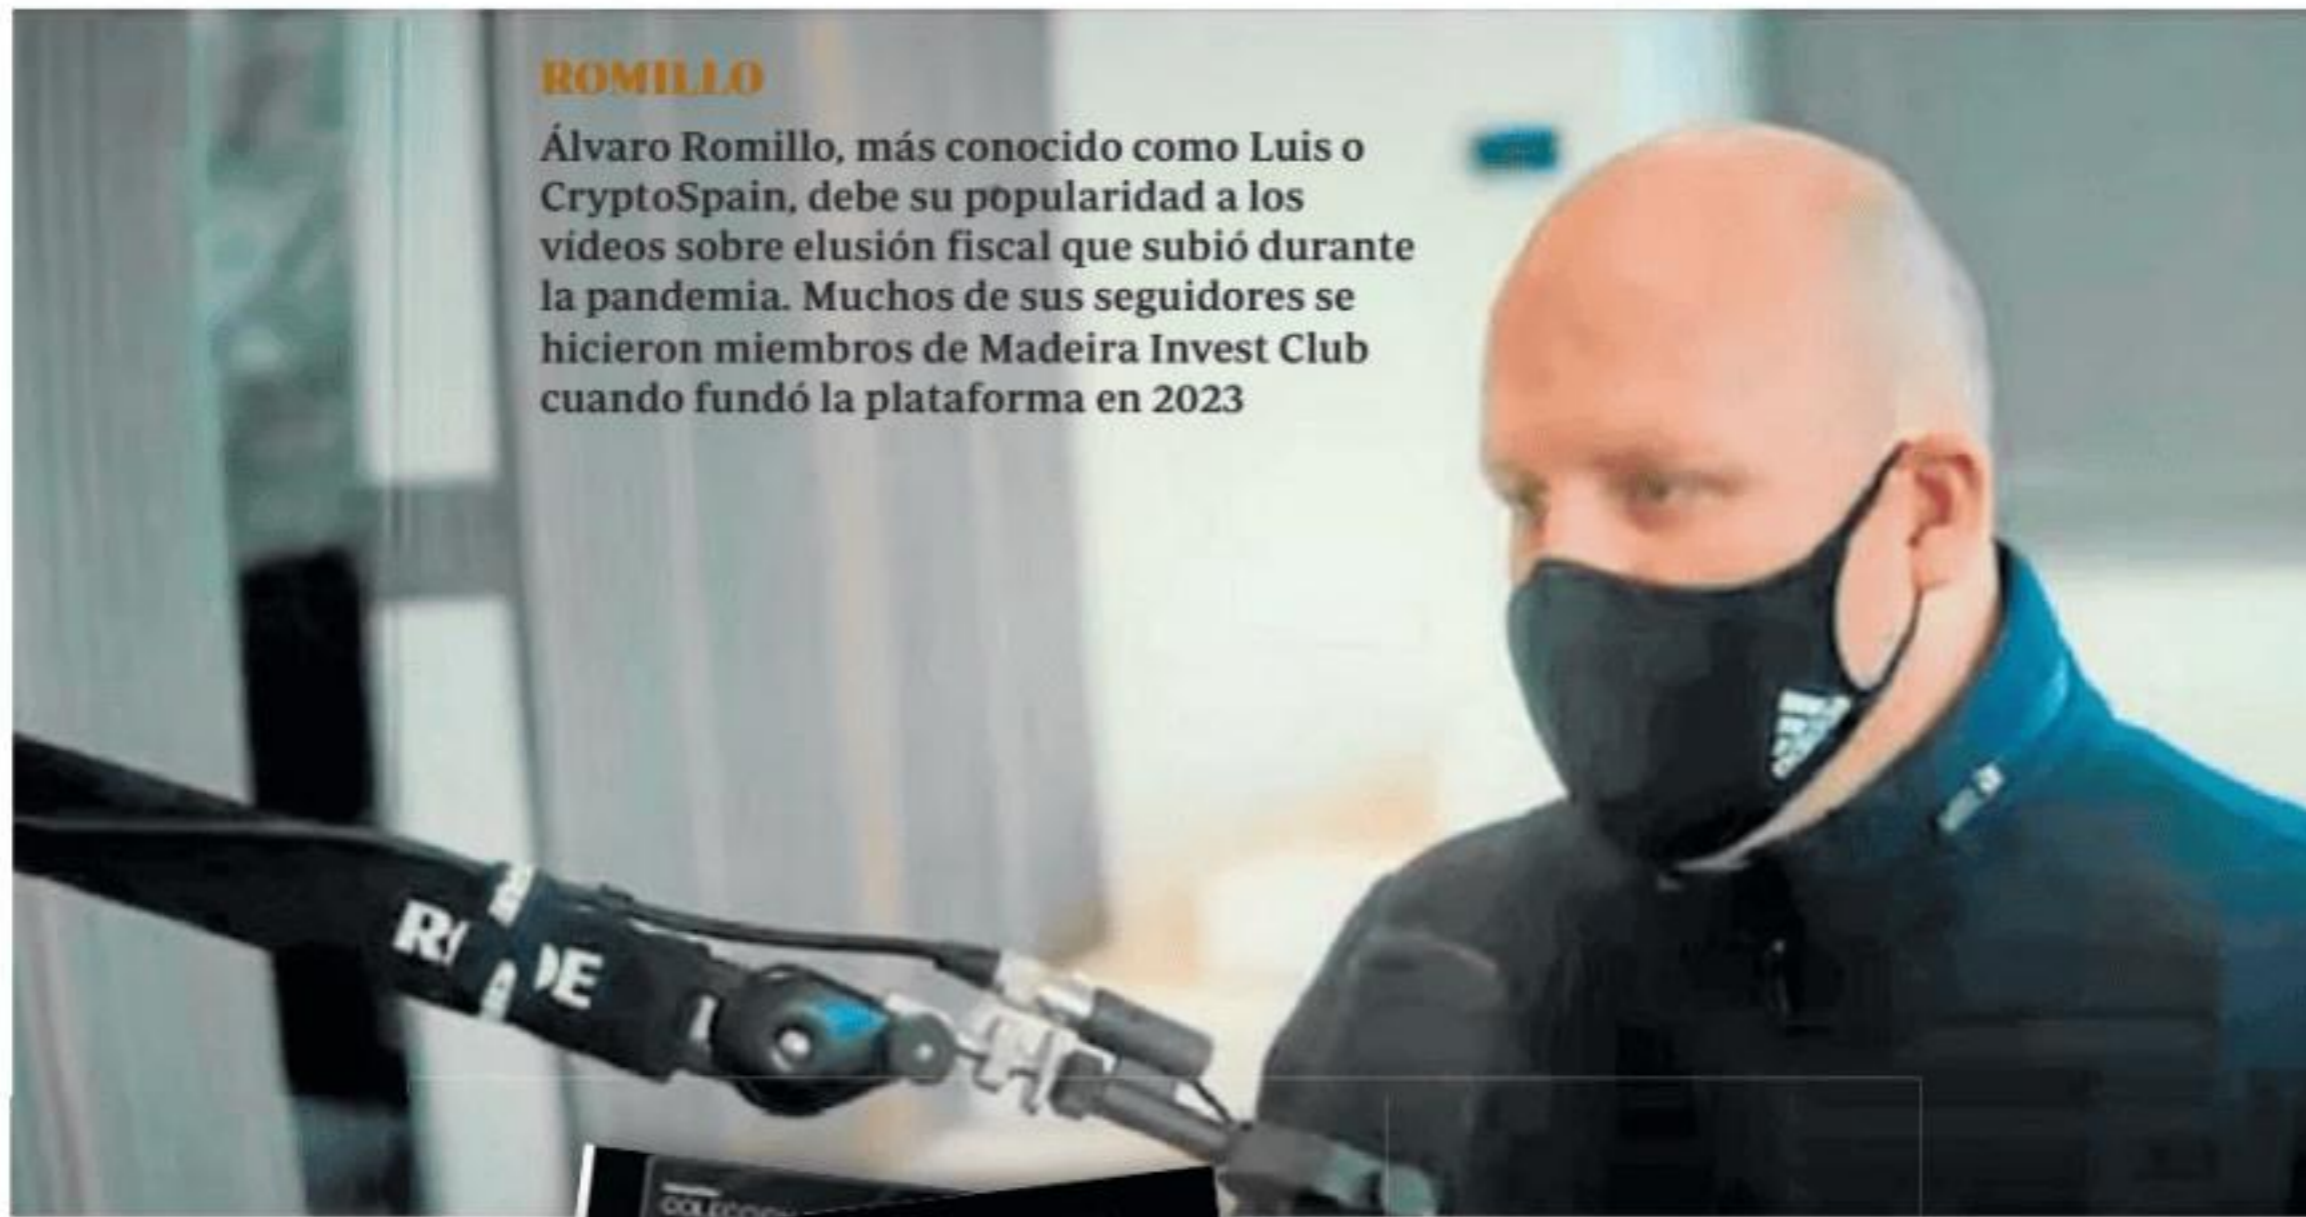 ROMILLO
Álvaro Romillo, más conocido como Luis o
CryptoSpain, debe su popularidad a los
vídeos sobre elusión fiscal que subió durante
la pandemia. Muchos de sus seguidores se
hicieron miembros de Madeira Invest Club
cuando fundó la plataforma en 2023